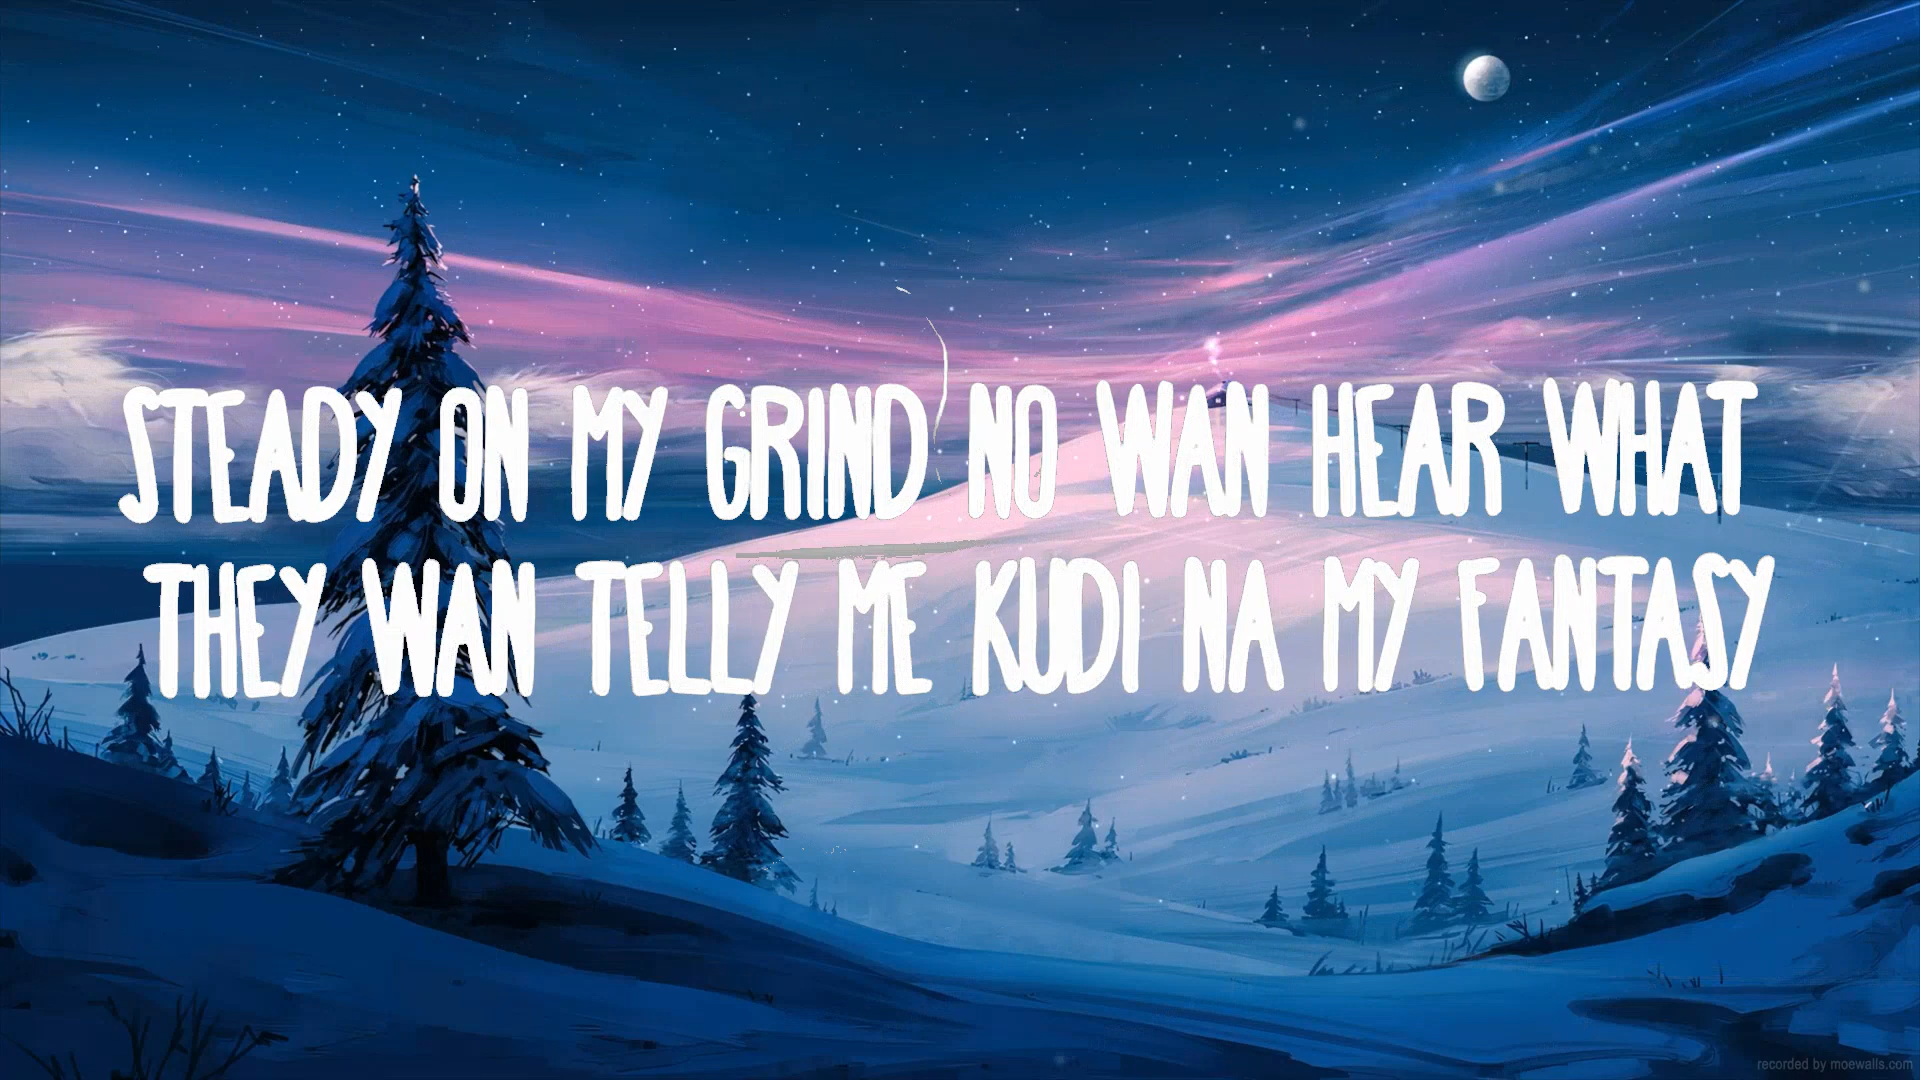 STEADY ON MY GRIND NO WAN HEAR WHAT
THEY WAN TELLY ME KUDI NA MY FANTASY
recorded by moewalls.com